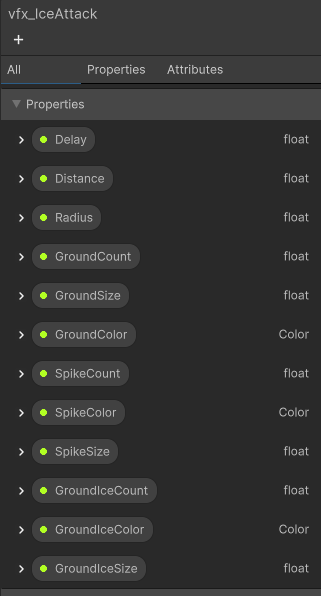 vfx_IceAttack
+
All Properties Attributes
Properties
Delay float
Distance float
Radius float
GroundCount float
GroundSize float
GroundColor Color
SpikeCount float
SpikeColor Color
SpikeSize float
GroundIceCount float
GroundIceColor Color
GroundIceSize float